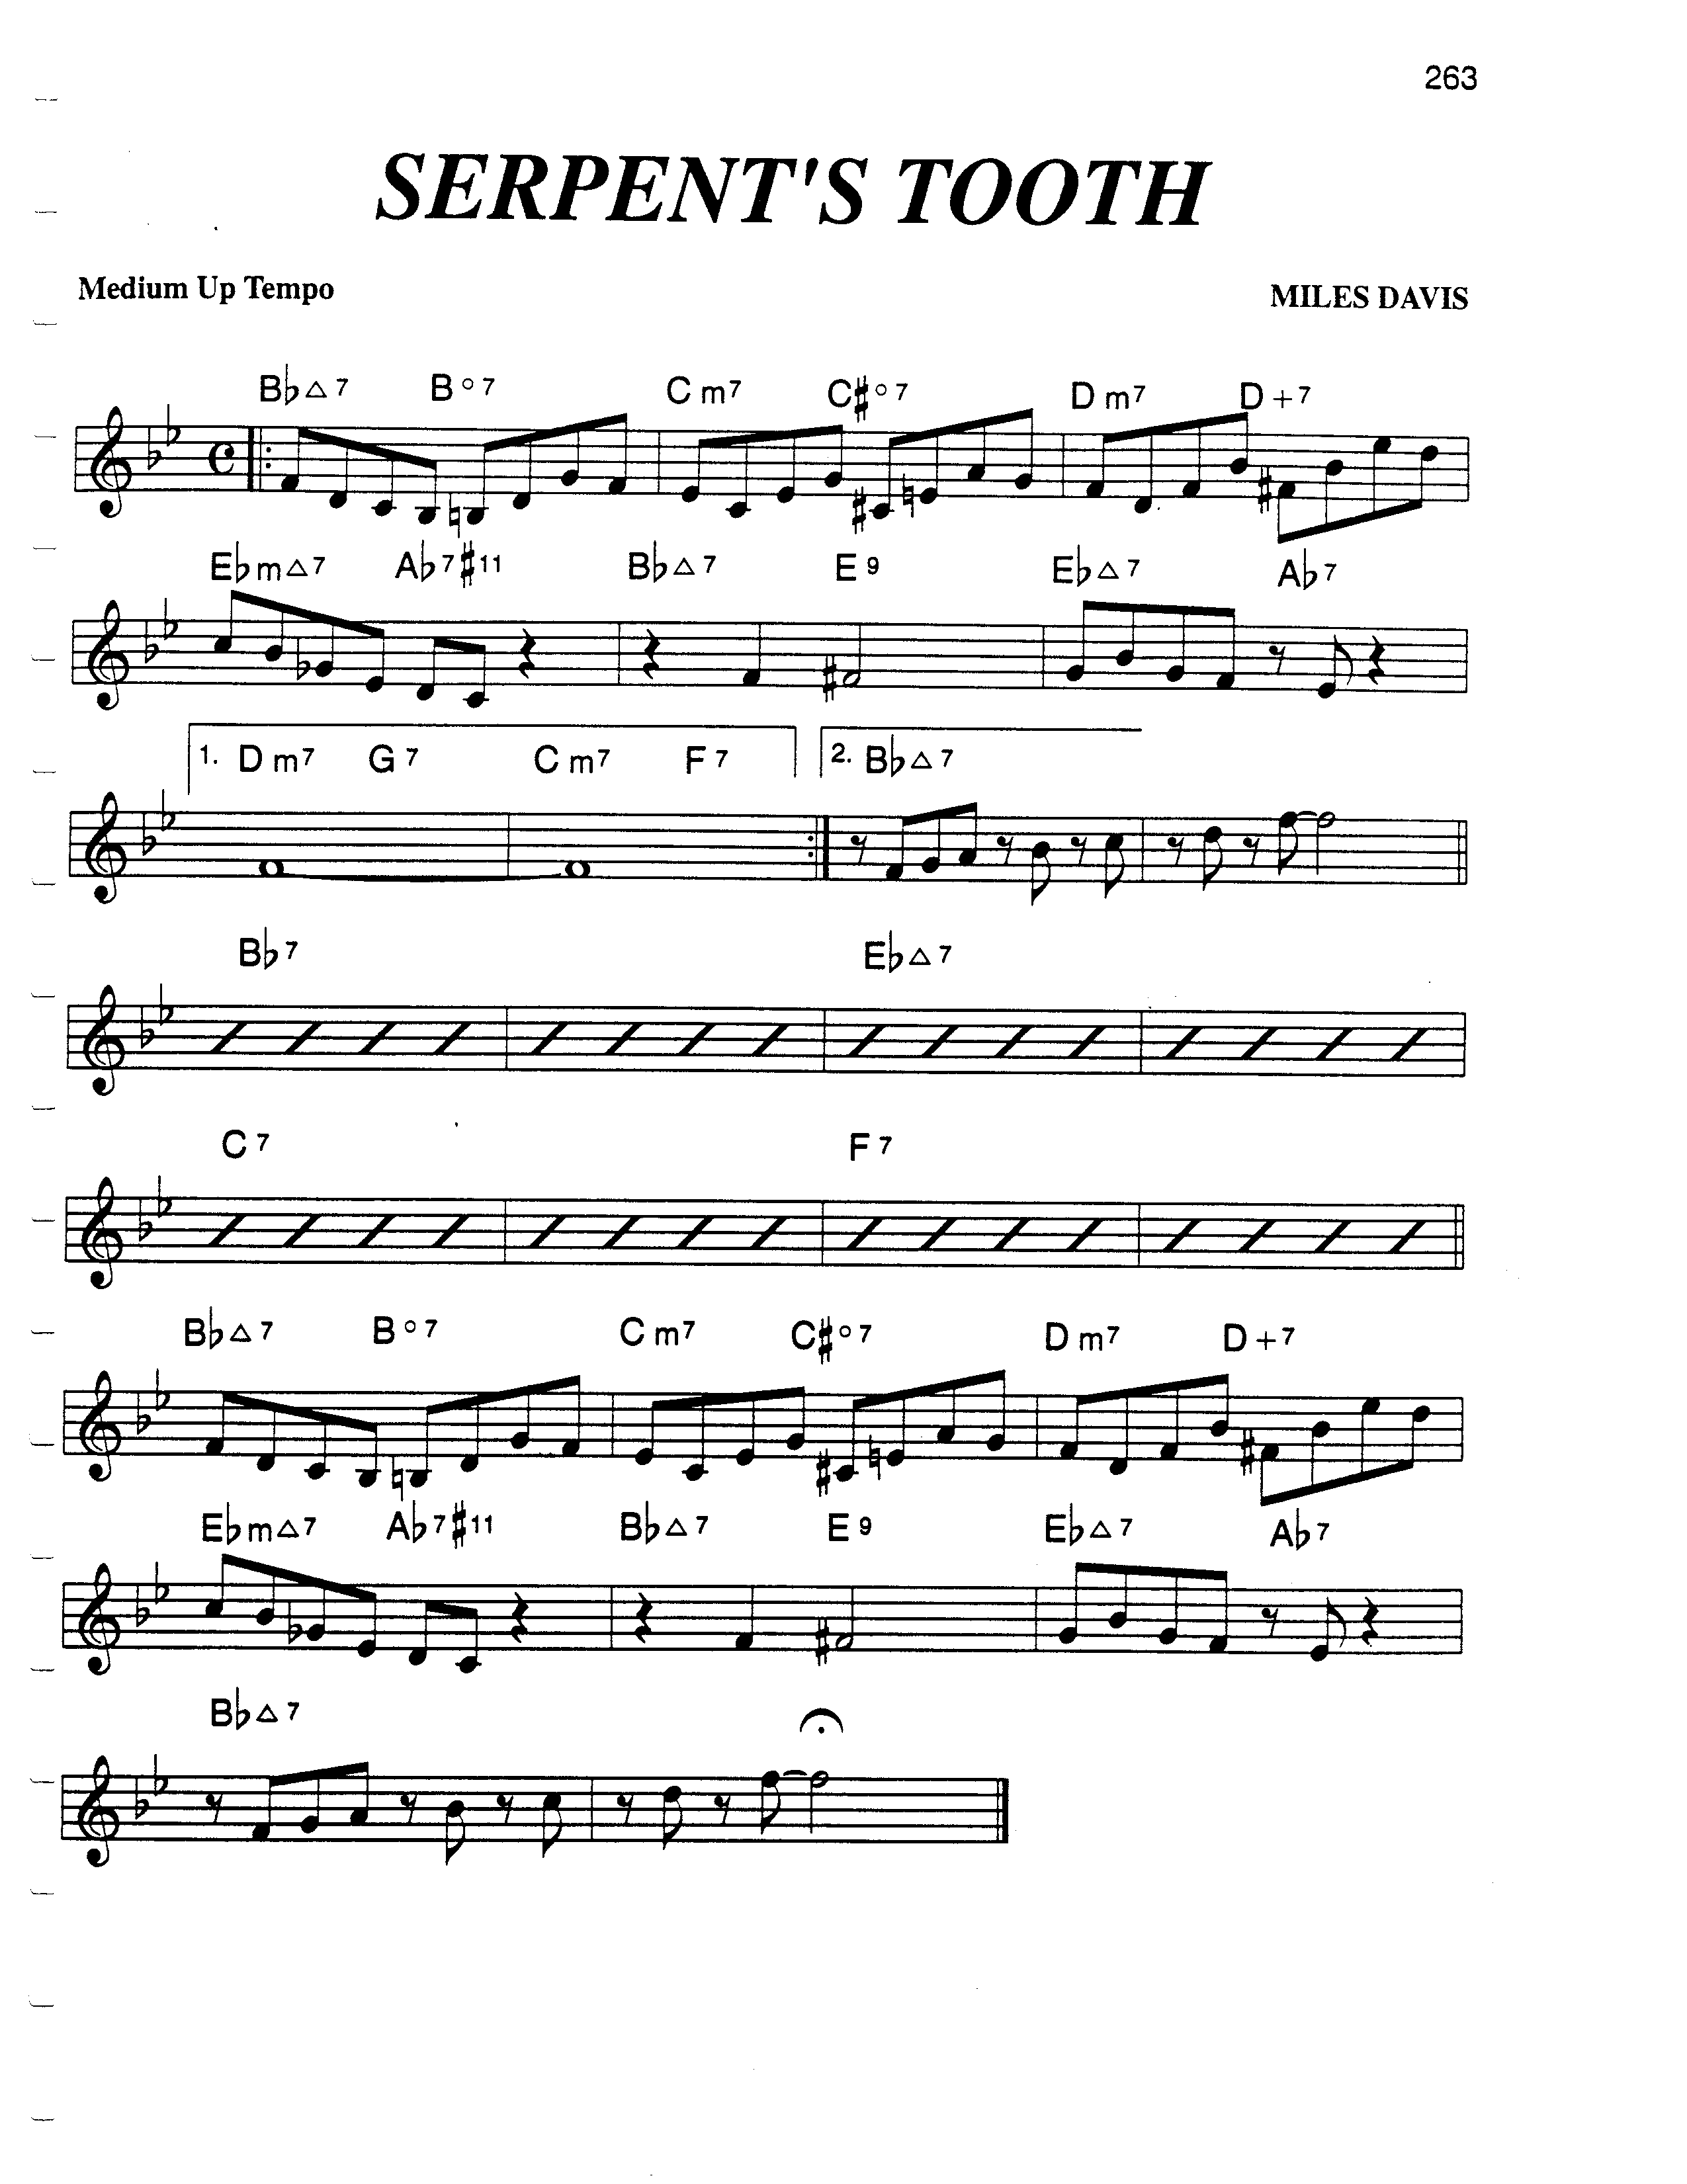 263
SERPENT'S TOOTH
Medium Up Tempo
MILES DAVIS
B♭△7 B°7 Cm7 C♯°7 Dm7 D+7
E♭m△7 A♭7♯11 B♭△7 E9 E♭△7 A♭7
1. Dm7 G7 Cm7 F7 2. B♭△7
B♭7 E♭△7
C7 F7
B♭△7 B°7 Cm7 C♯°7 Dm7 D+7
E♭m△7 A♭7♯11 B♭△7 E9 E♭△7 A♭7
B♭△7